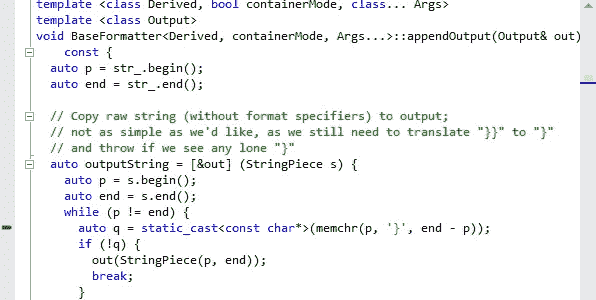 template <class Derived, bool containerMode, class... Args>
template <class Output>
void BaseFormatter<Derived, containerMode, Args...>::appendOutput(Output& out)
    const {
  auto p = str_.begin();
  auto end = str_.end();

  // Copy raw string (without format specifiers) to output;
  // not as simple as we'd like, as we still need to translate "}}" to "}"
  // and throw if we see any lone "}"
  auto outputString = [&out] (StringPiece s) {
    auto p = s.begin();
    auto end = s.end();
    while (p != end) {
      auto q = static_cast<const char*>(memchr(p, '}', end - p));
      if (!q) {
        out(StringPiece(p, end));
        break;
      }